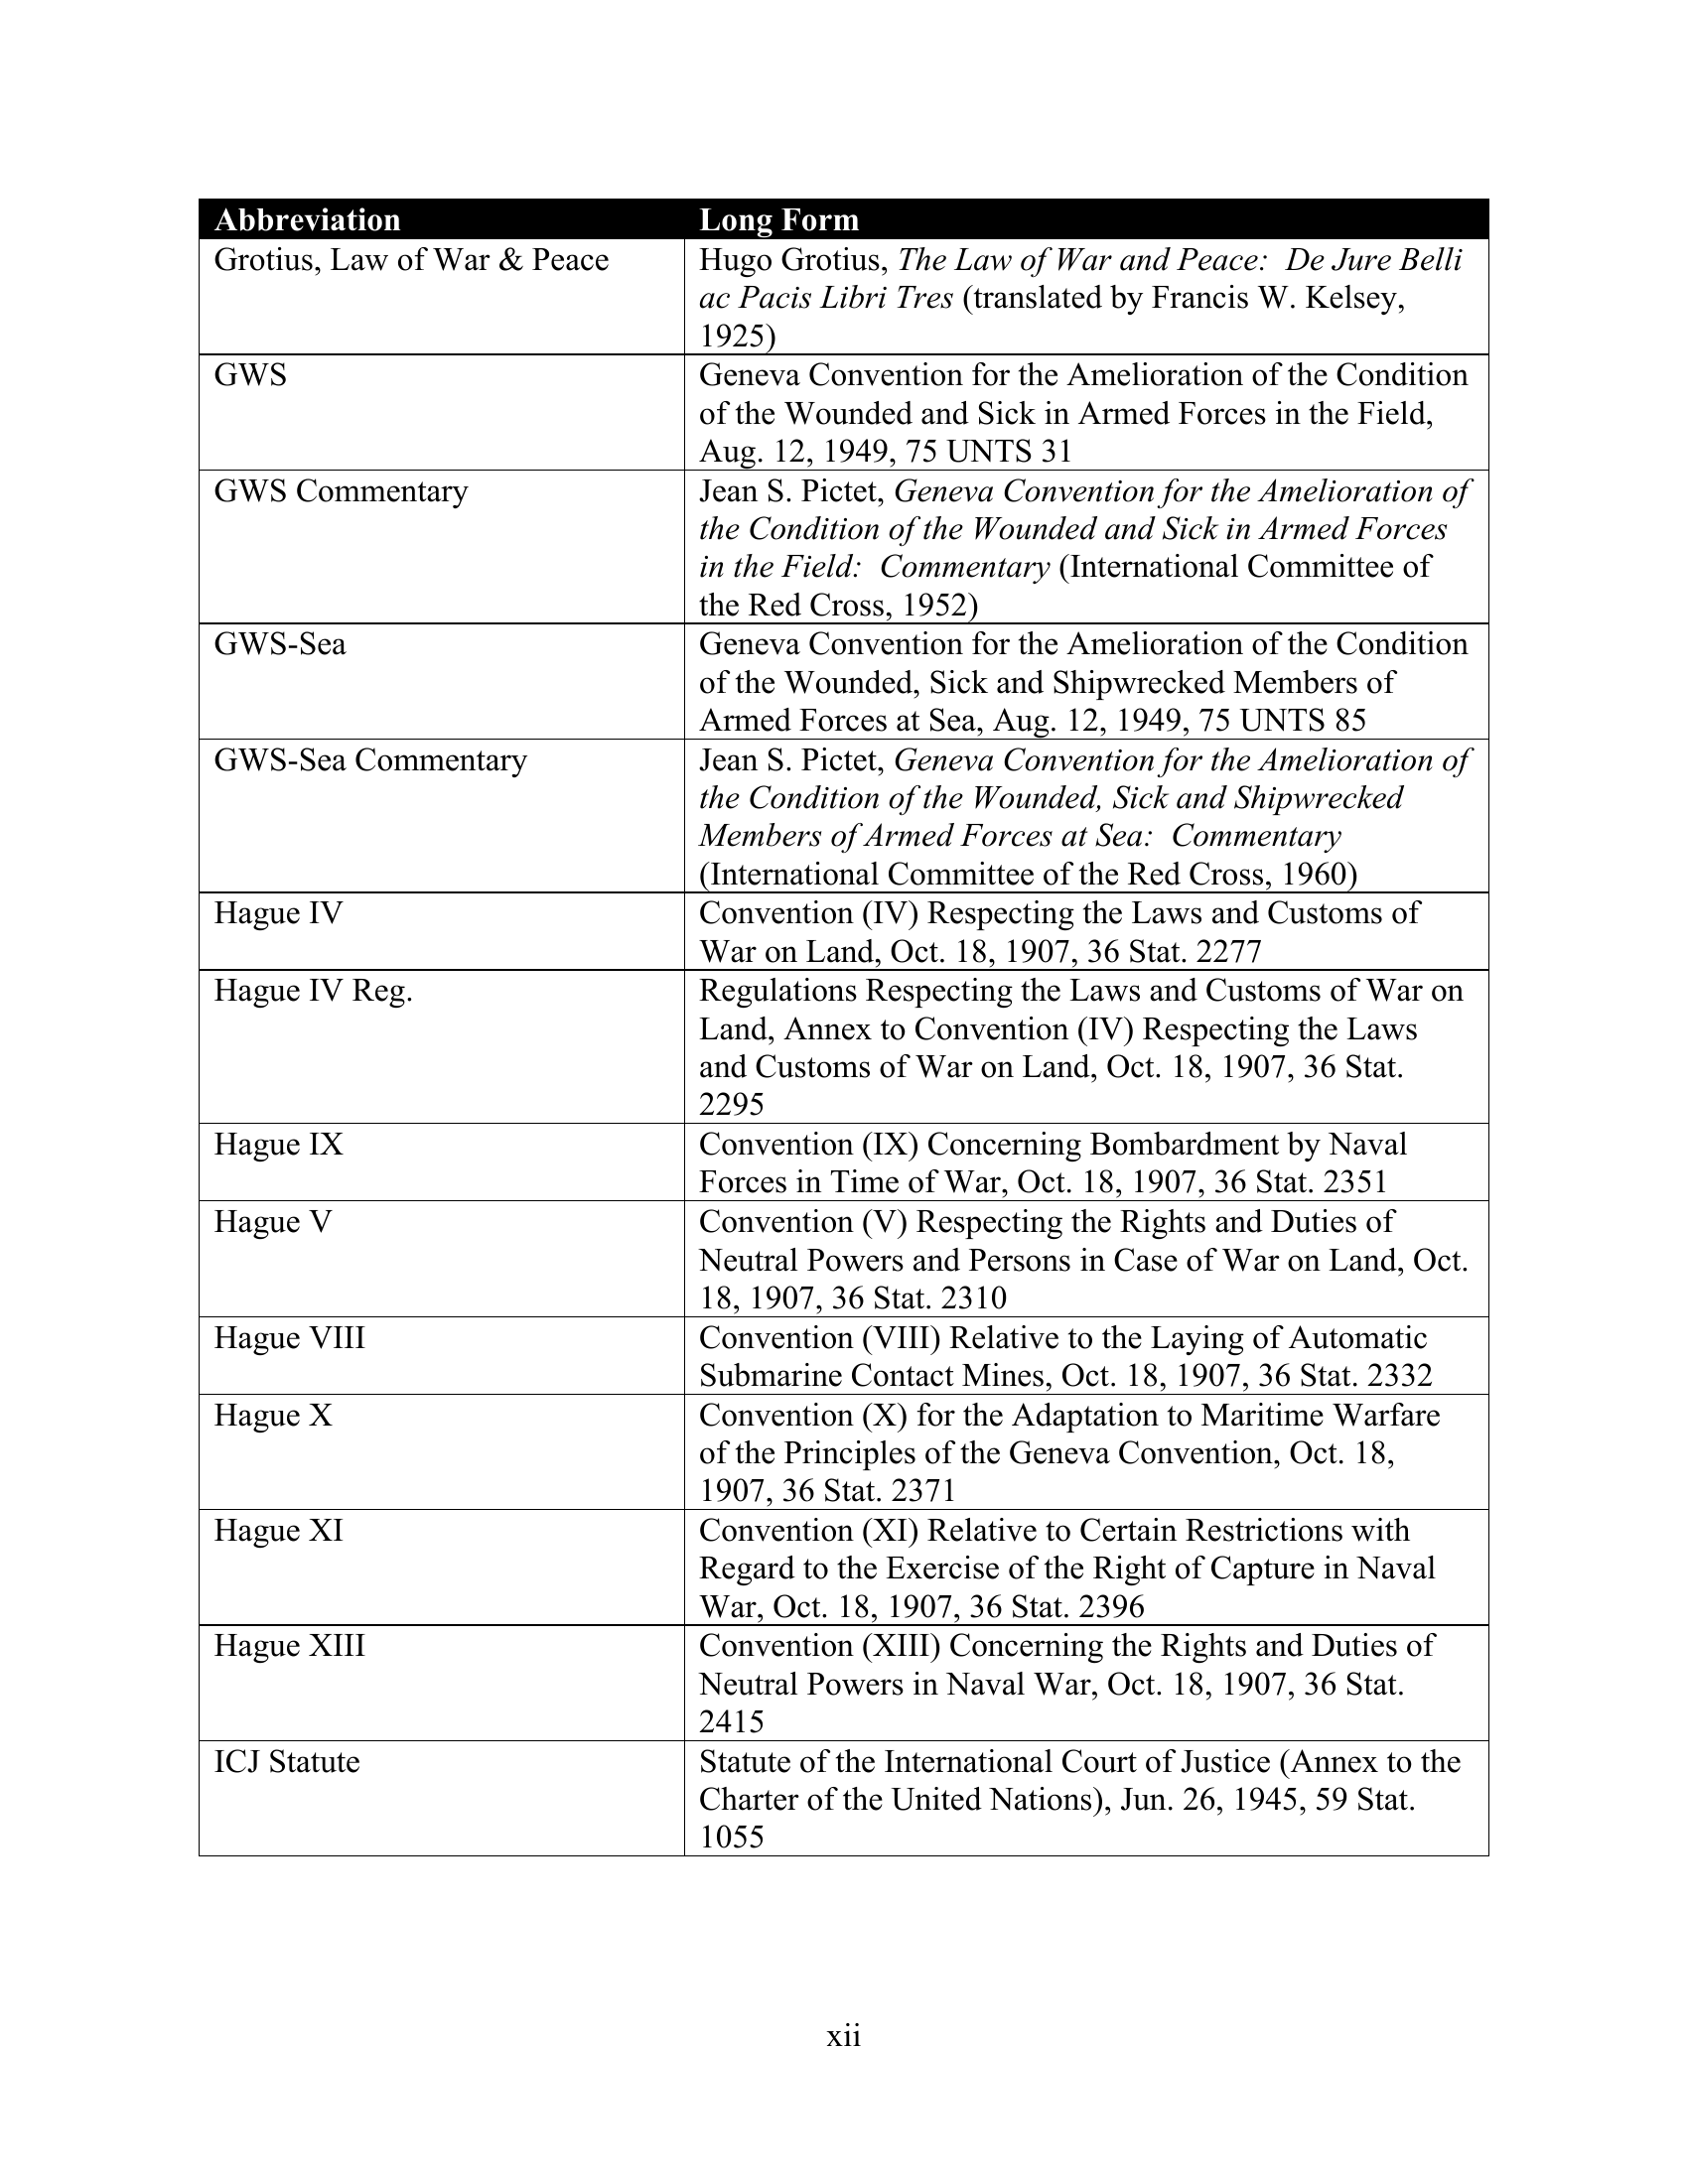 Abbreviation Long Form
Grotius, Law of War & Peace Hugo Grotius, The Law of War and Peace:  De Jure Belli
ac Pacis Libri Tres (translated by Francis W. Kelsey,
1925)
GWS Geneva Convention for the Amelioration of the Condition
of the Wounded and Sick in Armed Forces in the Field,
Aug. 12, 1949, 75 UNTS 31
GWS Commentary Jean S. Pictet, Geneva Convention for the Amelioration of
the Condition of the Wounded and Sick in Armed Forces
in the Field:  Commentary (International Committee of
the Red Cross, 1952)
GWS-Sea Geneva Convention for the Amelioration of the Condition
of the Wounded, Sick and Shipwrecked Members of
Armed Forces at Sea, Aug. 12, 1949, 75 UNTS 85
GWS-Sea Commentary Jean S. Pictet, Geneva Convention for the Amelioration of
the Condition of the Wounded, Sick and Shipwrecked
Members of Armed Forces at Sea:  Commentary
(International Committee of the Red Cross, 1960)
Hague IV Convention (IV) Respecting the Laws and Customs of
War on Land, Oct. 18, 1907, 36 Stat. 2277
Hague IV Reg. Regulations Respecting the Laws and Customs of War on
Land, Annex to Convention (IV) Respecting the Laws
and Customs of War on Land, Oct. 18, 1907, 36 Stat.
2295
Hague IX Convention (IX) Concerning Bombardment by Naval
Forces in Time of War, Oct. 18, 1907, 36 Stat. 2351
Hague V Convention (V) Respecting the Rights and Duties of
Neutral Powers and Persons in Case of War on Land, Oct.
18, 1907, 36 Stat. 2310
Hague VIII Convention (VIII) Relative to the Laying of Automatic
Submarine Contact Mines, Oct. 18, 1907, 36 Stat. 2332
Hague X Convention (X) for the Adaptation to Maritime Warfare
of the Principles of the Geneva Convention, Oct. 18,
1907, 36 Stat. 2371
Hague XI Convention (XI) Relative to Certain Restrictions with
Regard to the Exercise of the Right of Capture in Naval
War, Oct. 18, 1907, 36 Stat. 2396
Hague XIII Convention (XIII) Concerning the Rights and Duties of
Neutral Powers in Naval War, Oct. 18, 1907, 36 Stat.
2415
ICJ Statute Statute of the International Court of Justice (Annex to the
Charter of the United Nations), Jun. 26, 1945, 59 Stat.
1055
xii